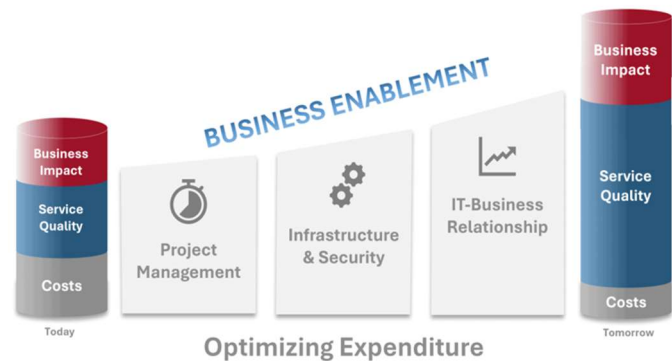 BUSINESS ENABLEMENT
Business
Impact
Service
Quality
Costs
Today
Project
Management
Infrastructure
& Security
IT-Business
Relationship
Business
Impact
Service
Quality
Costs
Tomorrow
Optimizing Expenditure